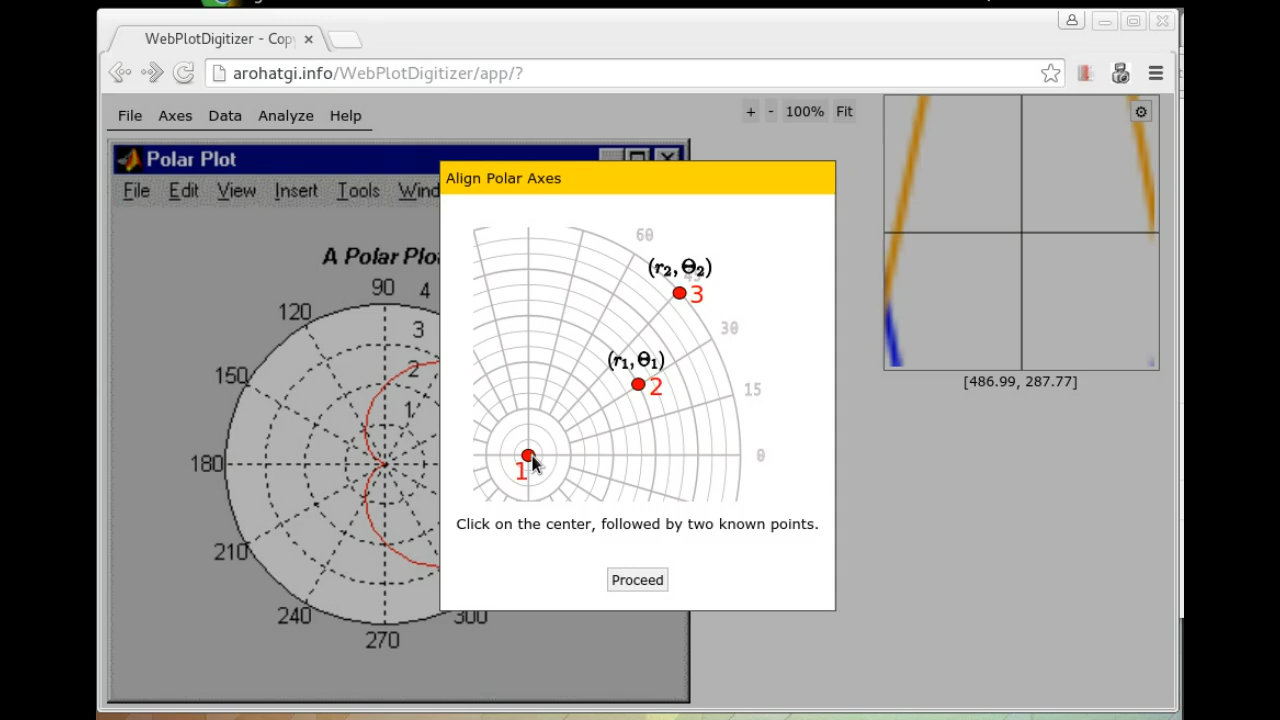 WebPlotDigitizer - Cop
arohatgi.info/WebPlotDigitizer/app/?
File Axes Data Analyze Help
+ - 100% Fit
Polar Plot
File Edit View Insert Tools Wind
A Polar Plo
90 4
120
3
150
2
1
180
210
240
300
270
Align Polar Axes
60
(r₂,Θ₂)
3
30
(r₁,Θ₁)
2
15
0
1
Click on the center, followed by two known points.
Proceed
[486.99, 287.77]